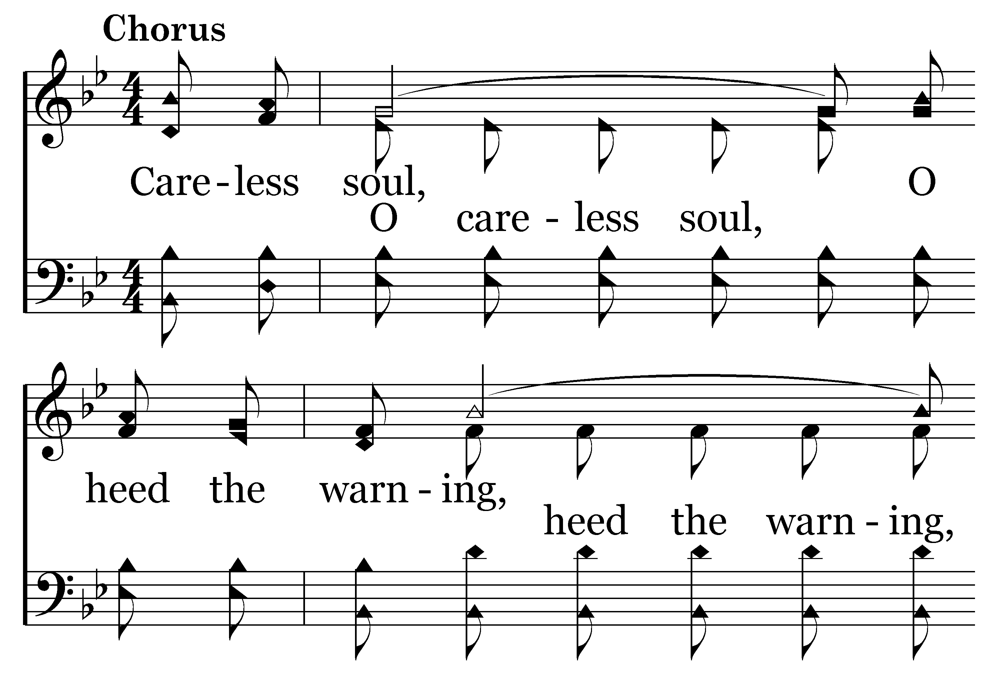 Chorus
Care-less soul, O
O care - less soul,
heed the warn - ing,
heed the warn - ing,